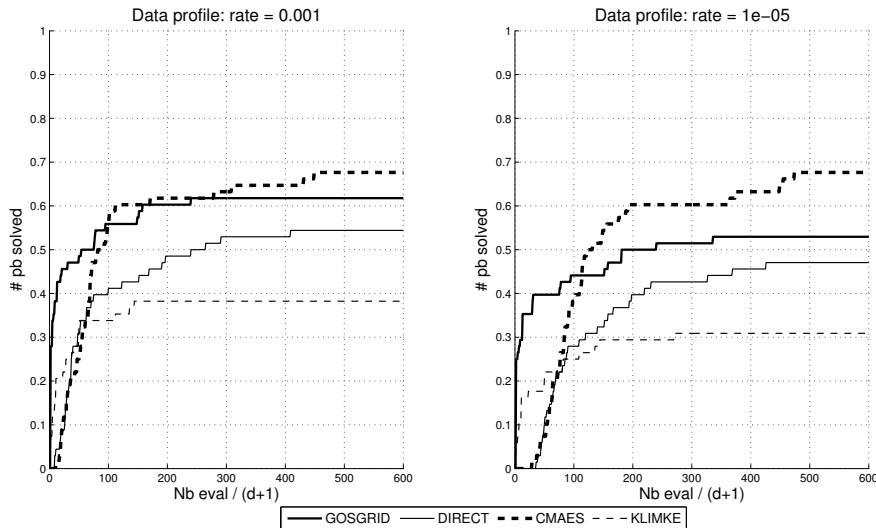 Data profile: rate = 0.001
1
0.9
0.8
0.7
0.6
0.5
0.4
0.3
0.2
0.1
0
# pb solved
0 100 200 300 400 500 600
Nb eval / (d+1)
Data profile: rate = 1e−05
1
0.9
0.8
0.7
0.6
0.5
0.4
0.3
0.2
0.1
0
# pb solved
0 100 200 300 400 500 600
Nb eval / (d+1)
GOSGRID DIRECT CMAES KLIMKE